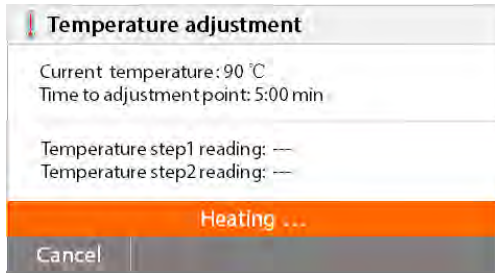 Temperature adjustment
Current temperature: 90 ℃
Time to adjustment point: 5:00 min
Temperature step1 reading: ---
Temperature step2 reading: ---
Heating ...
Cancel